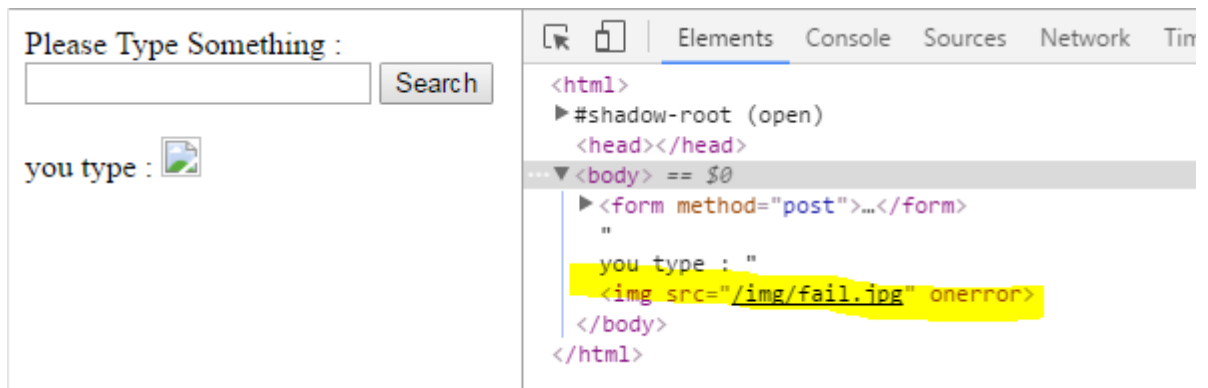 Please Type Something :
Search
you type :
Elements Console Sources Network Tim
<html>
#shadow-root (open)
<head></head>
... <body> == $0
<form method="post">…</form>
"
you type : "
<img src="/img/fail.jpg" onerror>
</body>
</html>